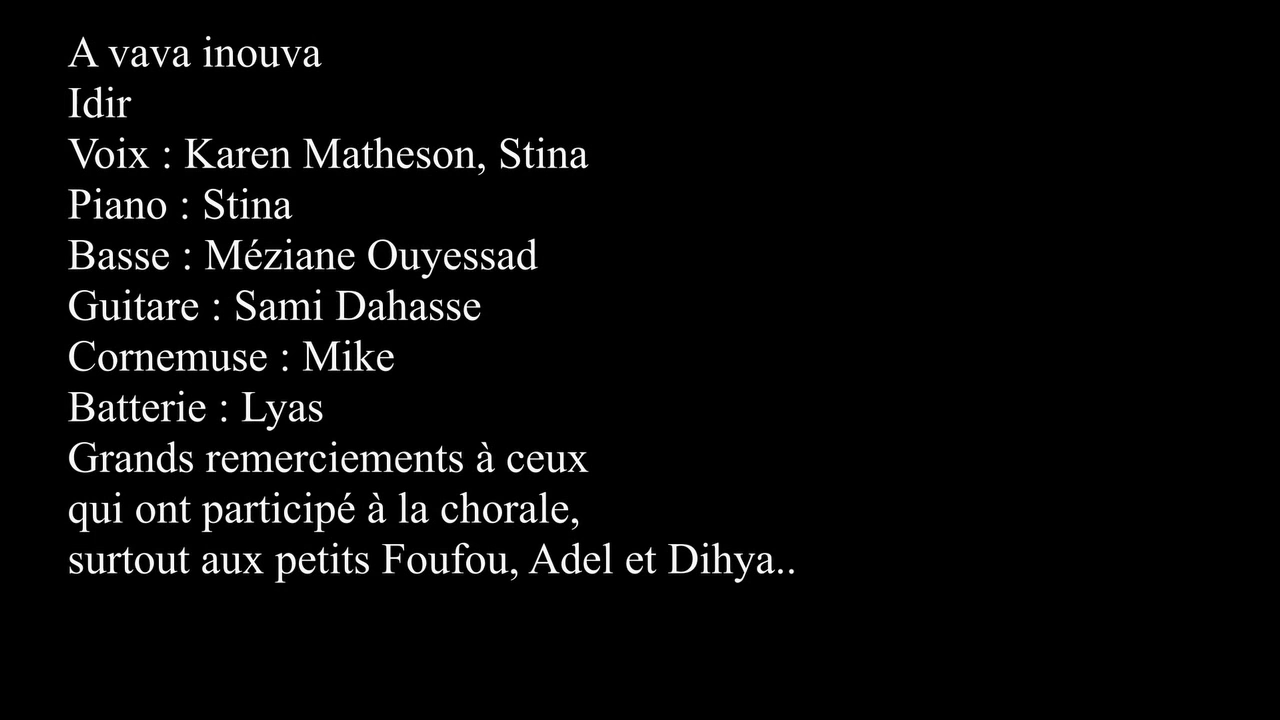 A vava inouva
Idir
Voix : Karen Matheson, Stina
Piano : Stina
Basse : Méziane Ouyessad
Guitare : Sami Dahasse
Cornemuse : Mike
Batterie : Lyas
Grands remerciements à ceux
qui ont participé à la chorale,
surtout aux petits Foufou, Adel et Dihya..